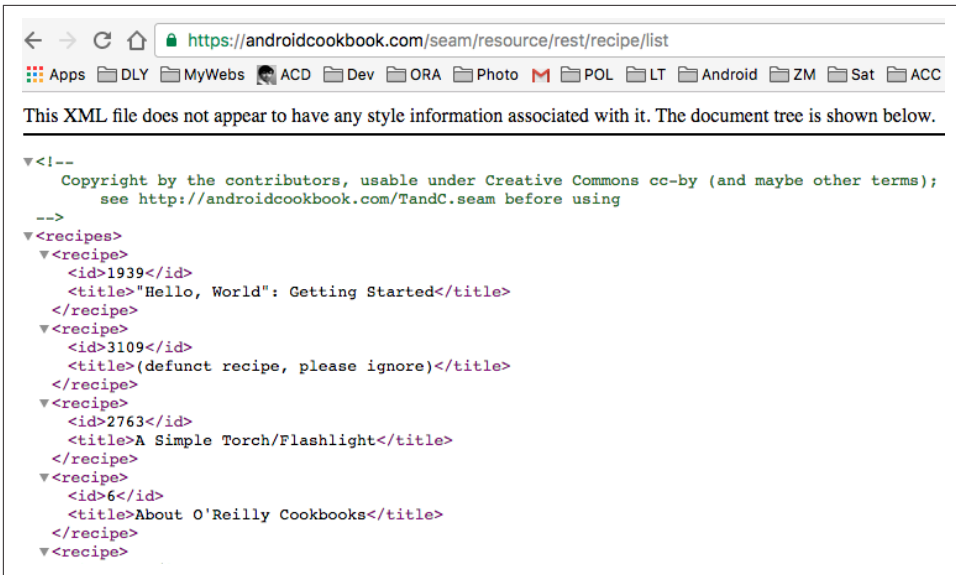 https://androidcookbook.com/seam/resource/rest/recipe/list
Apps DLY MyWebs ACD Dev ORA Photo POL LT Android ZM Sat ACC
This XML file does not appear to have any style information associated with it. The document tree is shown below.
▼<!--
Copyright by the contributors, usable under Creative Commons cc-by (and maybe other terms);
see http://androidcookbook.com/TandC.seam before using
-->
▼<recipes>
▼<recipe>
<id>1939</id>
<title>"Hello, World": Getting Started</title>
</recipe>
▼<recipe>
<id>3109</id>
<title>(defunct recipe, please ignore)</title>
</recipe>
▼<recipe>
<id>2763</id>
<title>A Simple Torch/Flashlight</title>
</recipe>
▼<recipe>
<id>6</id>
<title>About O'Reilly Cookbooks</title>
</recipe>
▼<recipe>